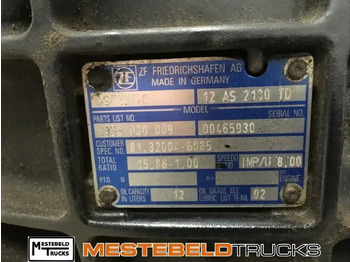 ZF FRIEDRICHSHAFEN AG
ZF MADE IN GERMANY
12 AS 2130 TD
MODEL
PARTS LIST NO. SERIAL NO.
009 00465930
CUSTOMER SPEC. NO. 81.32004-6085
TOTAL RATIO 15.86-1.00 SPEEDO IMP/U 8,00
P.T.O. N ENGINE
OIL CAPACITY IN LITERS 12 OIL GRADE SEE LUBRIC. LIST TE-ML 02
MESTEBELD TRUCKS
MESTEBELDTRUCKS